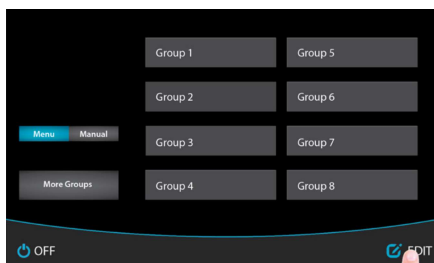 Group 1 Group 5
Group 2 Group 6
Menu Manual
Group 3 Group 7
More Groups
Group 4 Group 8
OFF
EDIT